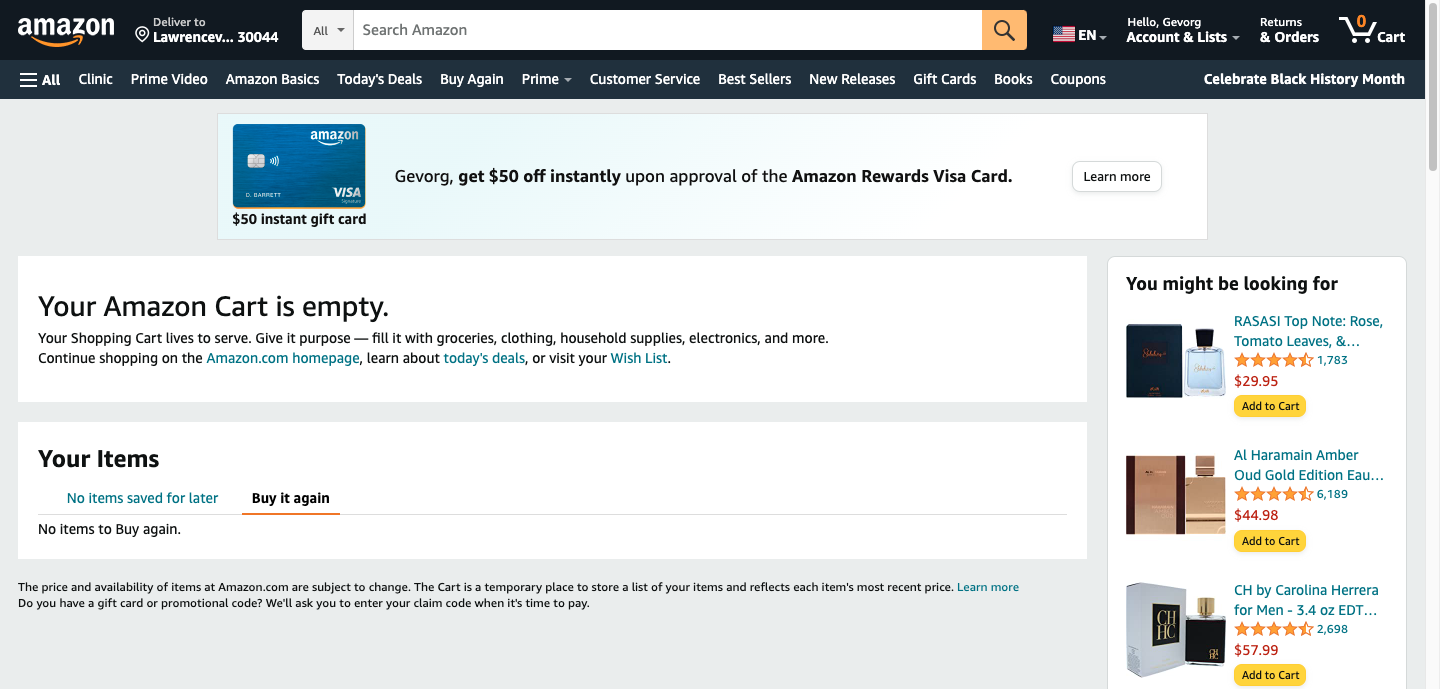 amazon
Deliver to
Lawrencev... 30044
All
Search Amazon
EN
Hello, Gevorg
Account & Lists
Returns
& Orders
0
Cart
All
Clinic
Prime Video
Amazon Basics
Today's Deals
Buy Again
Prime
Customer Service
Best Sellers
New Releases
Gift Cards
Books
Coupons
Celebrate Black History Month
amazon
D. BARRETT
VISA
Signature
$50 instant gift card
Gevorg, get $50 off instantly upon approval of the Amazon Rewards Visa Card.
Learn more
Your Amazon Cart is empty.
Your Shopping Cart lives to serve. Give it purpose — fill it with groceries, clothing, household supplies, electronics, and more.
Continue shopping on the Amazon.com homepage, learn about today's deals, or visit your Wish List.
Your Items
No items saved for later
Buy it again
No items to Buy again.
The price and availability of items at Amazon.com are subject to change. The Cart is a temporary place to store a list of your items and reflects each item's most recent price. Learn more
Do you have a gift card or promotional code? We'll ask you to enter your claim code when it's time to pay.
You might be looking for
RASASI Top Note: Rose,
Tomato Leaves, &…
1,783
$29.95
Add to Cart
Al Haramain Amber
Oud Gold Edition Eau…
6,189
$44.98
Add to Cart
CH
HC
CH
HC
CH by Carolina Herrera
for Men - 3.4 oz EDT…
2,698
$57.99
Add to Cart